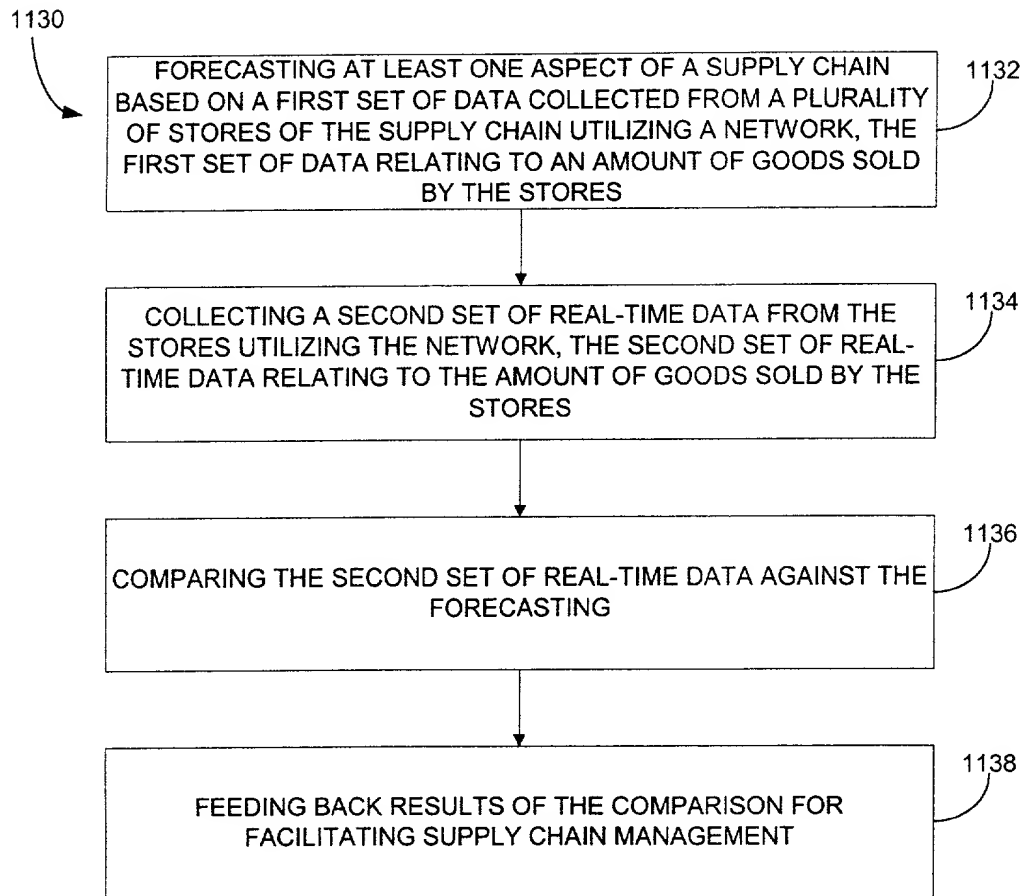 1130
FORECASTING AT LEAST ONE ASPECT OF A SUPPLY CHAIN
BASED ON A FIRST SET OF DATA COLLECTED FROM A PLURALITY
OF STORES OF THE SUPPLY CHAIN UTILIZING A NETWORK, THE
FIRST SET OF DATA RELATING TO AN AMOUNT OF GOODS SOLD
BY THE STORES
1132
COLLECTING A SECOND SET OF REAL-TIME DATA FROM THE
STORES UTILIZING THE NETWORK, THE SECOND SET OF REAL-
TIME DATA RELATING TO THE AMOUNT OF GOODS SOLD BY THE
STORES
1134
COMPARING THE SECOND SET OF REAL-TIME DATA AGAINST THE
FORECASTING
1136
FEEDING BACK RESULTS OF THE COMPARISON FOR
FACILITATING SUPPLY CHAIN MANAGEMENT
1138